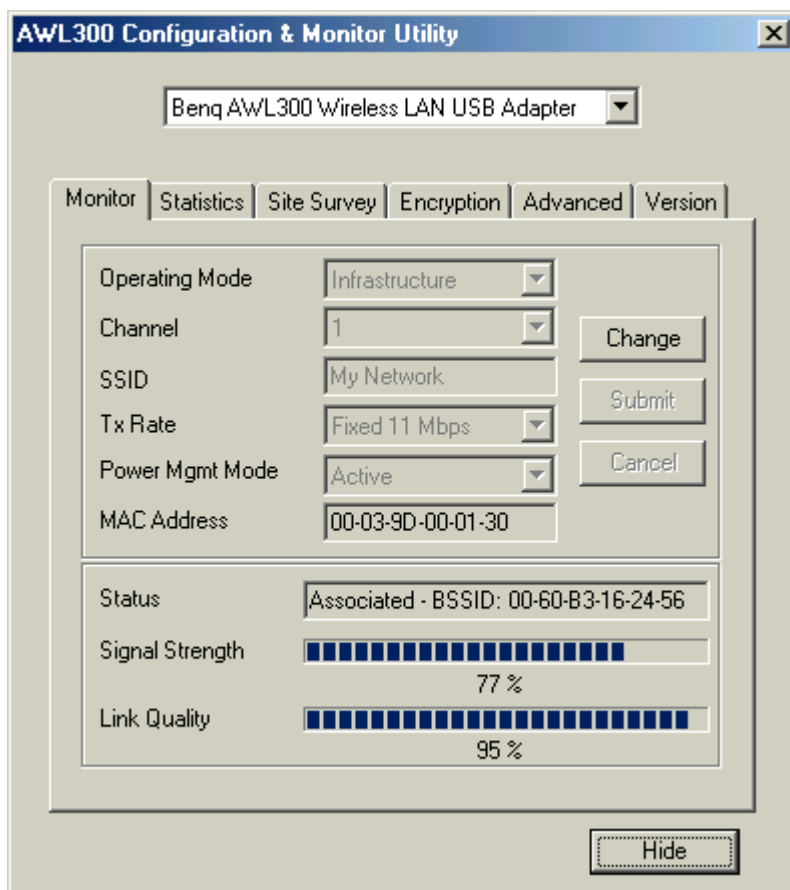 AWL300 Configuration & Monitor Utility
Benq AWL300 Wireless LAN USB Adapter
Monitor Statistics Site Survey Encryption Advanced Version
Operating Mode Infrastructure
Channel 1
Change
SSID My Network
Submit
Tx Rate Fixed 11 Mbps
Power Mgmt Mode Active
Cancel
MAC Address 00-03-9D-00-01-30
Status Associated - BSSID: 00-60-B3-16-24-56
Signal Strength
77 %
Link Quality
95 %
Hide